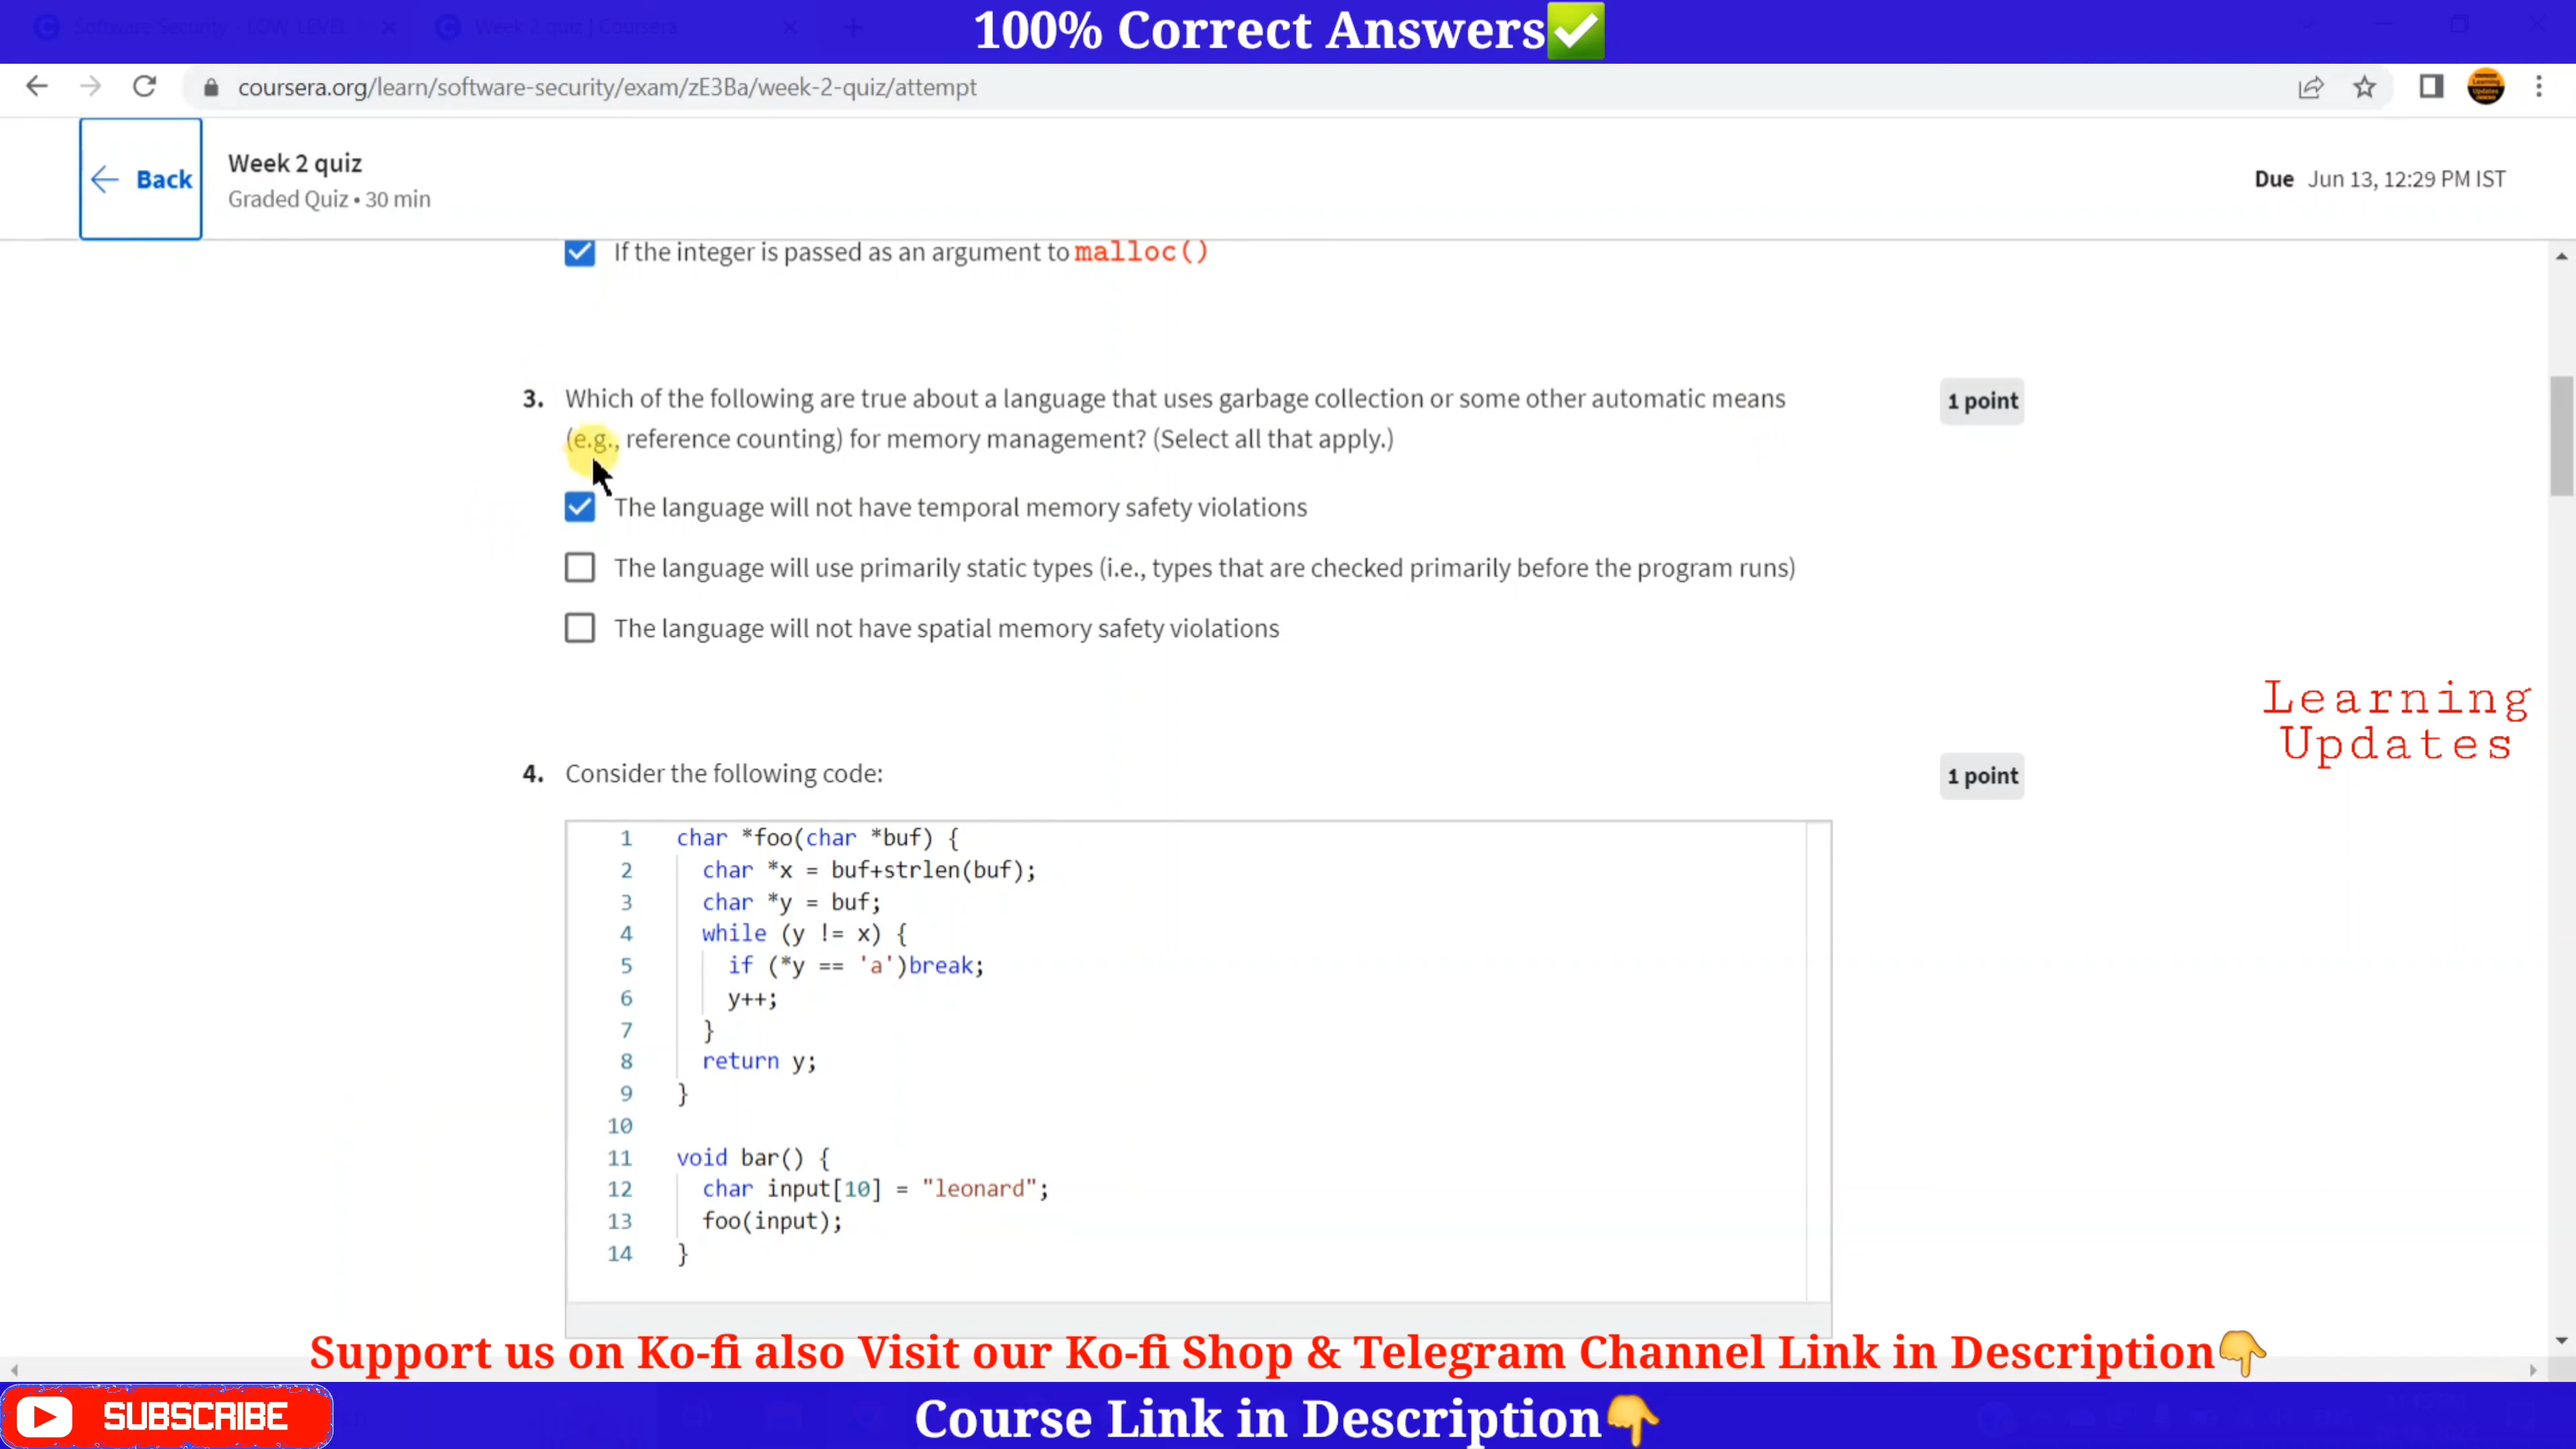 Software Security - LOW-LEVEL
Week 2 quiz | Coursera
100% Correct Answers✅
coursera.org/learn/software-security/exam/zE3Ba/week-2-quiz/attempt
Back
Week 2 quiz
Graded Quiz • 30 min
Due Jun 13, 12:29 PM IST
If the integer is passed as an argument to malloc()
3. Which of the following are true about a language that uses garbage collection or some other automatic means
(e.g., reference counting) for memory management? (Select all that apply.)
1 point
The language will not have temporal memory safety violations
The language will use primarily static types (i.e., types that are checked primarily before the program runs)
The language will not have spatial memory safety violations
Learning
Updates
4. Consider the following code:
1 point
1 char *foo(char *buf) {
2 char *x = buf+strlen(buf);
3 char *y = buf;
4 while (y != x) {
5 if (*y == 'a')break;
6 y++;
7 }
8 return y;
9 }
10
11 void bar() {
12 char input[10] = "leonard";
13 foo(input);
14 }
Support us on Ko-fi also Visit our Ko-fi Shop & Telegram Channel Link in Description👇
SUBSCRIBE
Course Link in Description👇